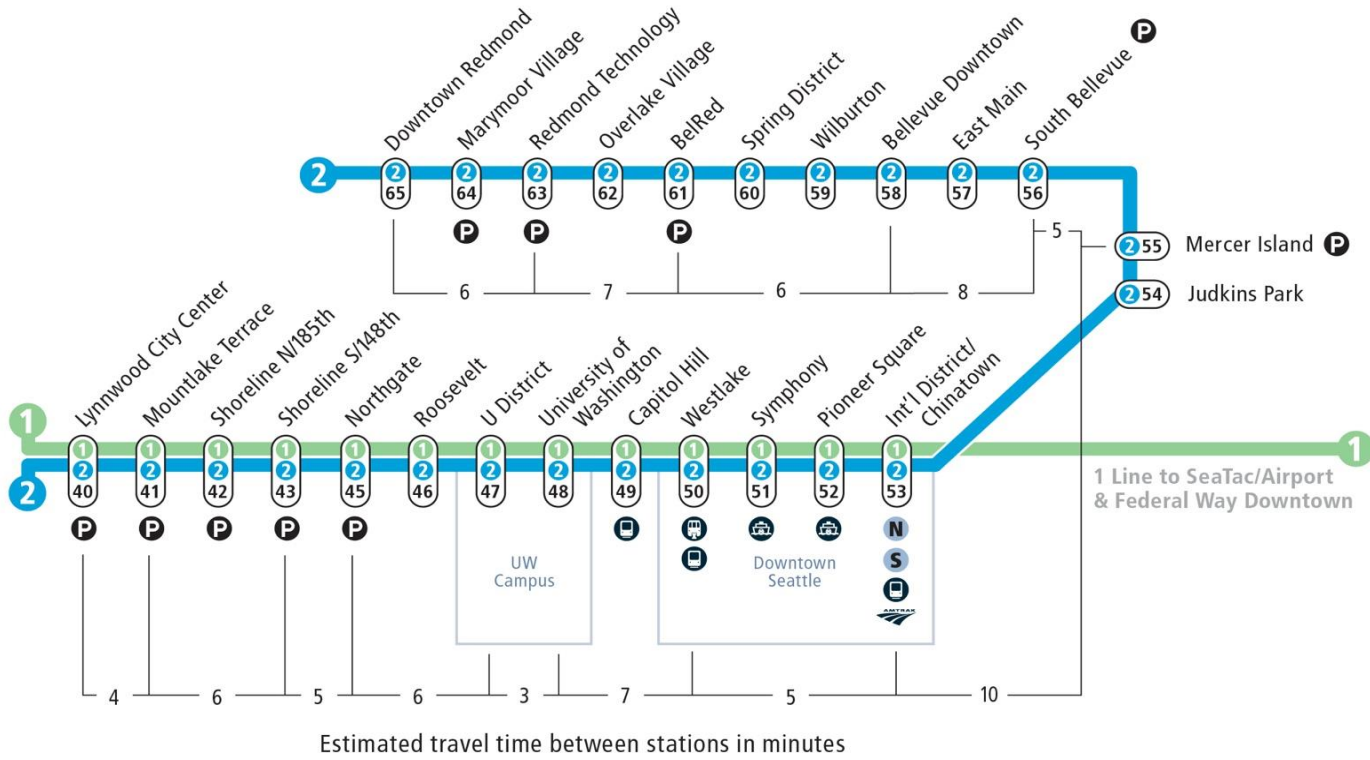 Downtown Redmond
Marymoor Village
Redmond Technology
Overlake Village
BelRed
Spring District
Wilburton
Bellevue Downtown
East Main
South Bellevue
P
2
2 2 2 2 2 2 2 2 2 2
65 64 63 62 61 60 59 58 57 56
P P P
5
6 7 6 8
2 55 Mercer Island P
2 54 Judkins Park
Lynnwood City Center
Mountlake Terrace
Shoreline N/185th
Shoreline S/148th
Northgate
Roosevelt
U District
University of
Washington
Capitol Hill
Westlake
Symphony
Pioneer Square
Int'l District/
Chinatown
1
1 1 1 1 1 1 1 1 1 1 1 1 1
1
2 2 2 2 2 2 2 2 2 2 2 2 2
2
40 41 42 43 45 46 47 48 49 50 51 52 53
1 Line to SeaTac/Airport
& Federal Way Downtown
P P P P P
N
S
AMTRAK
UW
Campus
Downtown
Seattle
4 6 5 6 3 7 5 10
Estimated travel time between stations in minutes